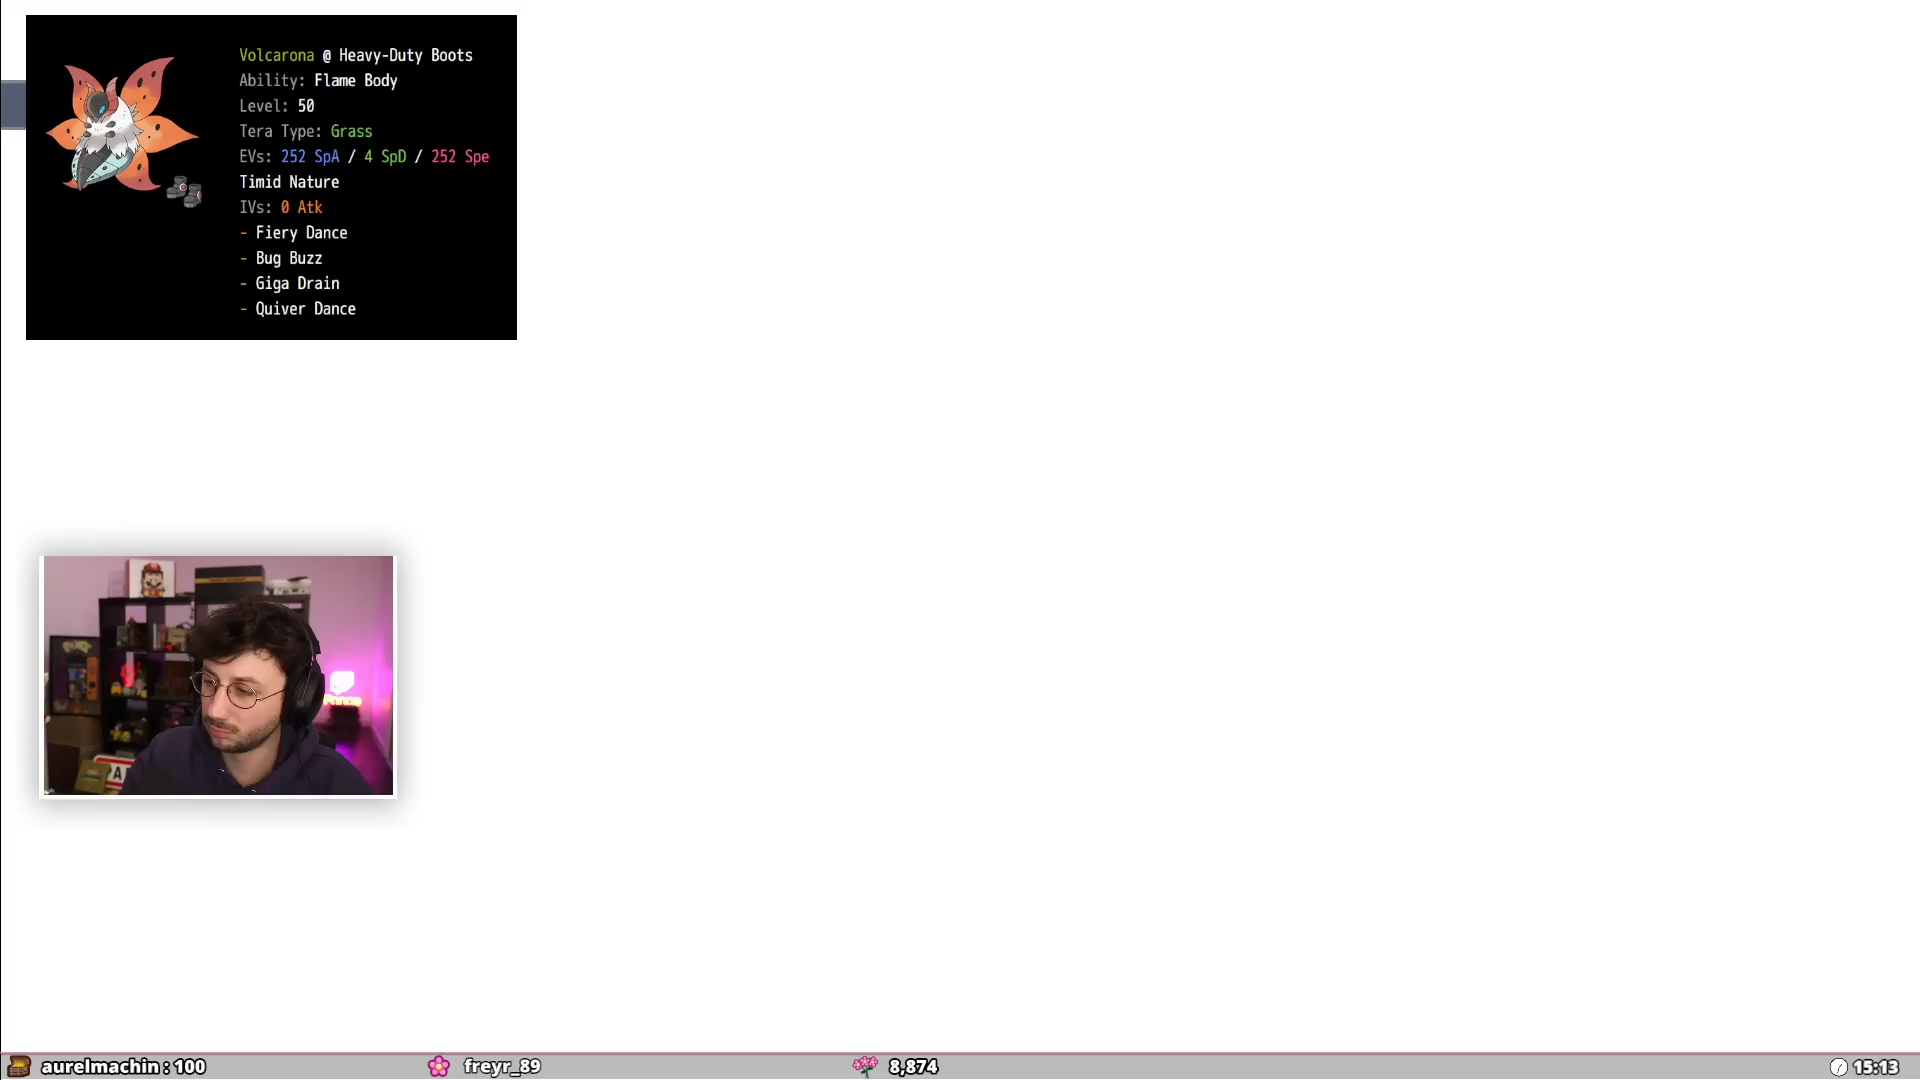 Volcarona @ Heavy-Duty Boots
Ability: Flame Body
Level: 50
Tera Type: Grass
EVs: 252 SpA / 4 SpD / 252 Spe
Timid Nature
IVs: 0 Atk
- Fiery Dance
- Bug Buzz
- Giga Drain
- Quiver Dance
aurelmachin : 100
freyr_89
8,874
15:13